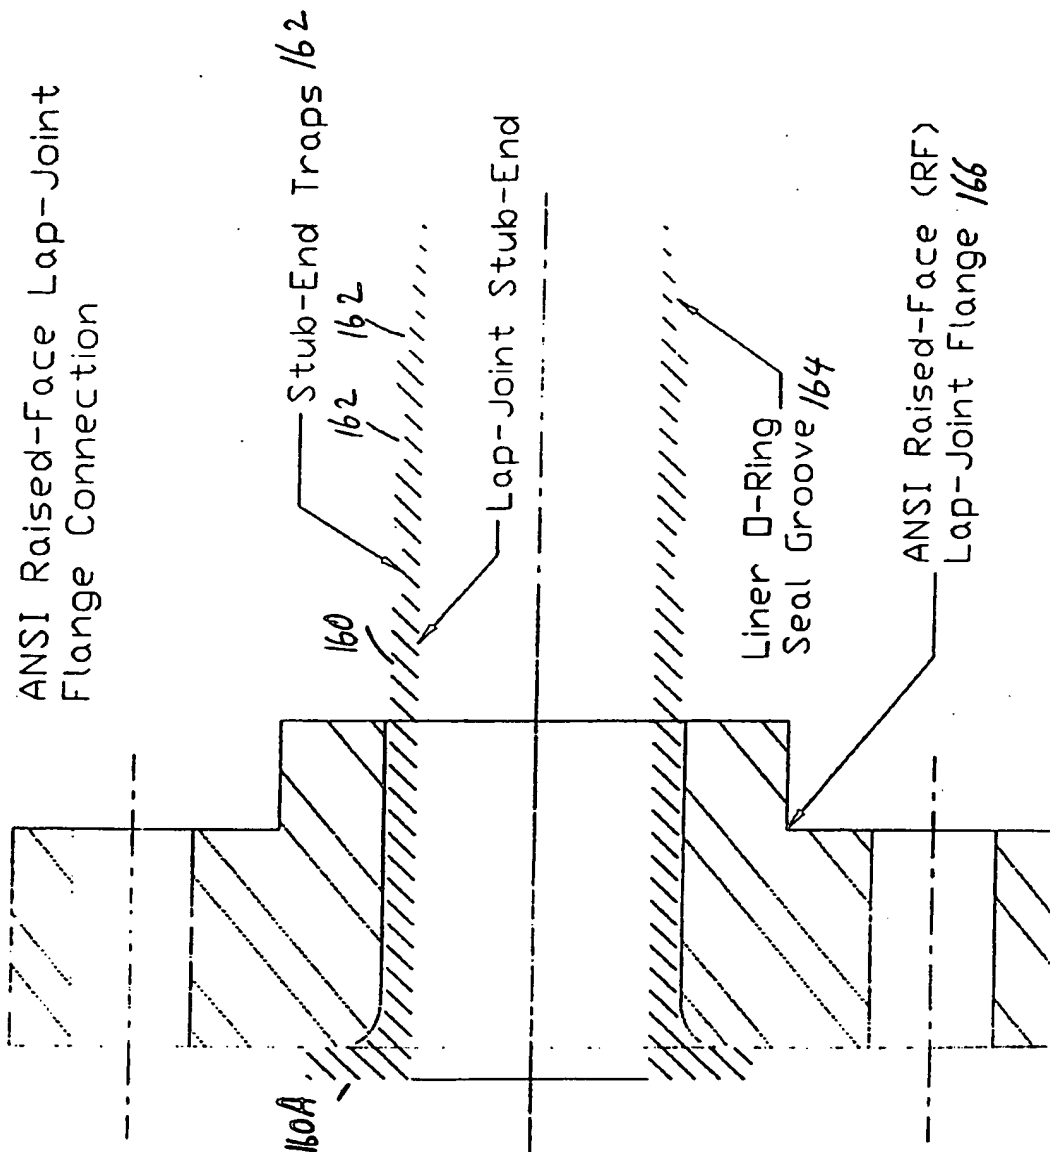 ANSI Raised-Face Lap-Joint
Flange Connection
Stub-End Traps 162
162
162
Lap-Joint Stub-End
160
160A
Liner O-Ring
Seal Groove 164
ANSI Raised-Face (RF)
Lap-Joint Flange 166